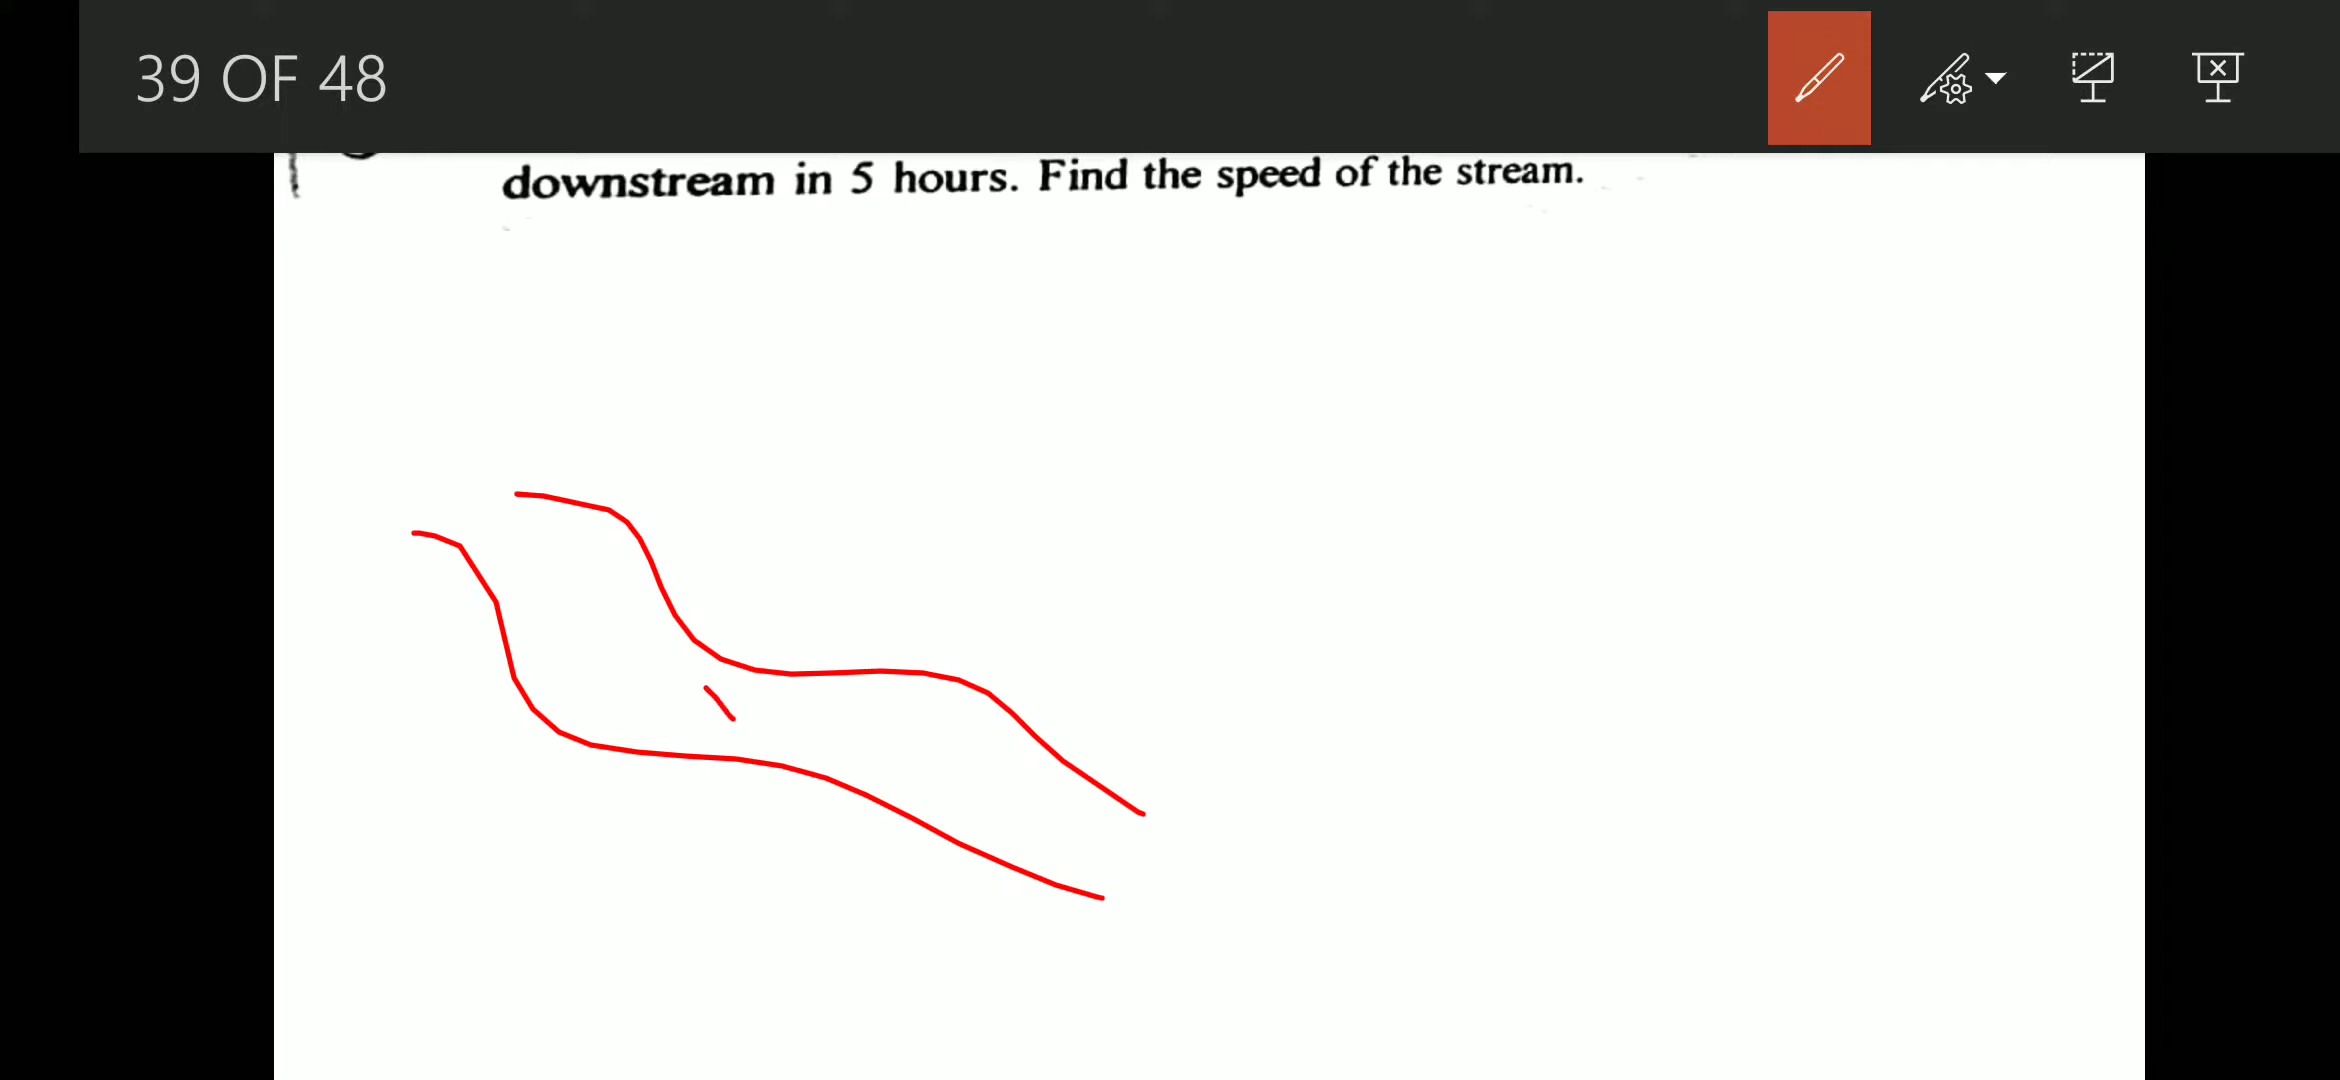 39 OF 48
downstream in 5 hours. Find the speed of the stream.